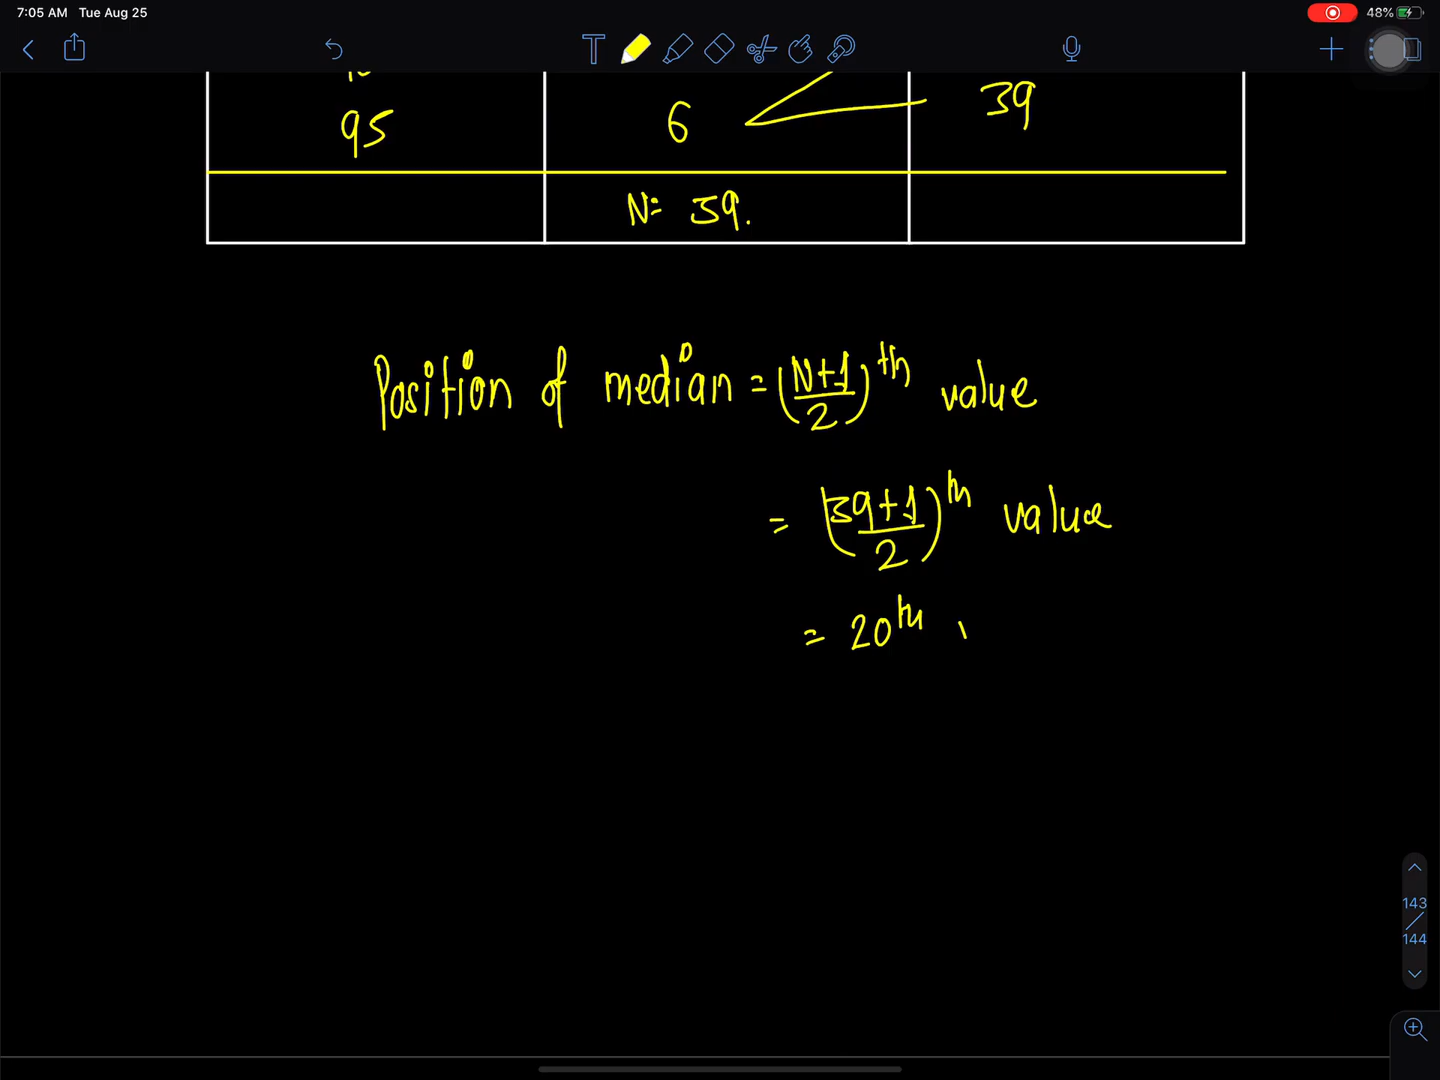 7:05 AM Tue Aug 25
48%
T
95 6 39
N= 39.
Position of median = (N+1/2)th value
= (39+1/2)th value
= 20th
143
144